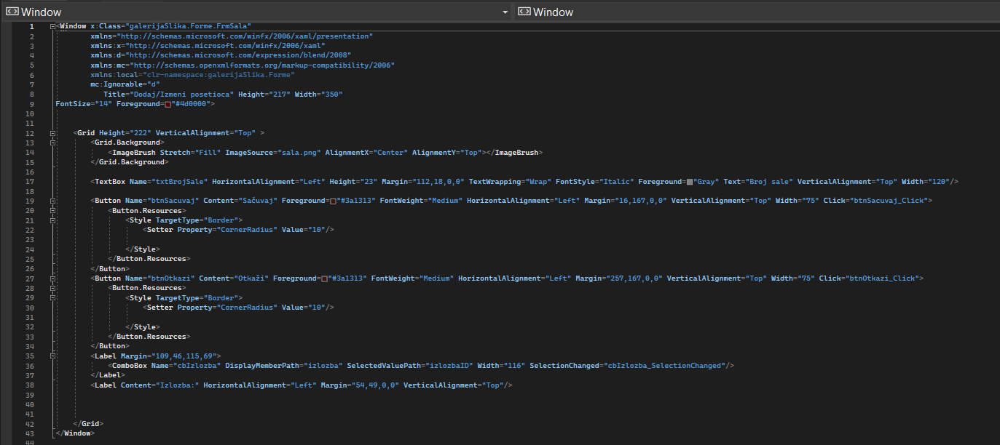 Window
Window
1 <Window x:Class="galerijaSlika.Forme.FrmSala"
2 xmlns="http://schemas.microsoft.com/winfx/2006/xaml/presentation"
3 xmlns:x="http://schemas.microsoft.com/winfx/2006/xaml"
4 xmlns:d="http://schemas.microsoft.com/expression/blend/2008"
5 xmlns:mc="http://schemas.openxmlformats.org/markup-compatibility/2006"
6 xmlns:local="clr-namespace:galerijaSlika.Forme"
7 mc:Ignorable="d"
8 Title="Dodaj/Izmeni posetioca" Height="217" Width="350"
9 FontSize="14" Foreground="#4d0000">
10
11
12 <Grid Height="222" VerticalAlignment="Top" >
13 <Grid.Background>
14 <ImageBrush Stretch="Fill" ImageSource="sala.png" AlignmentX="Center" AlignmentY="Top"></ImageBrush>
15 </Grid.Background>
16
17 <TextBox Name="txtBrojSale" HorizontalAlignment="Left" Height="23" Margin="112,18,0,0" TextWrapping="Wrap" FontStyle="Italic" Foreground="Gray" Text="Broj sale" VerticalAlignment="Top" Width="120"/>
18
19 <Button Name="btnSacuvaj" Content="Sačuvaj" Foreground="#3a1313" FontWeight="Medium" HorizontalAlignment="Left" Margin="16,167,0,0" VerticalAlignment="Top" Width="75" Click="btnSacuvaj_Click">
20 <Button.Resources>
21 <Style TargetType="Border">
22 <Setter Property="CornerRadius" Value="10"/>
23
24 </Style>
25 </Button.Resources>
26 </Button>
27 <Button Name="btnOtkazi" Content="Otkaži" Foreground="#3a1313" FontWeight="Medium" HorizontalAlignment="Left" Margin="257,167,0,0" VerticalAlignment="Top" Width="75" Click="btnOtkazi_Click">
28 <Button.Resources>
29 <Style TargetType="Border">
30 <Setter Property="CornerRadius" Value="10"/>
31
32 </Style>
33 </Button.Resources>
34 </Button>
35 <Label Margin="109,46,115,69">
36 <ComboBox Name="cbIzlozba" DisplayMemberPath="izlozba" SelectedValuePath="izlozbaID" Width="116" SelectionChanged="cbIzlozba_SelectionChanged"/>
37 </Label>
38 <Label Content="Izlozba:" HorizontalAlignment="Left" Margin="54,49,0,0" VerticalAlignment="Top"/>
39
40
41
42 </Grid>
43 </Window>
44